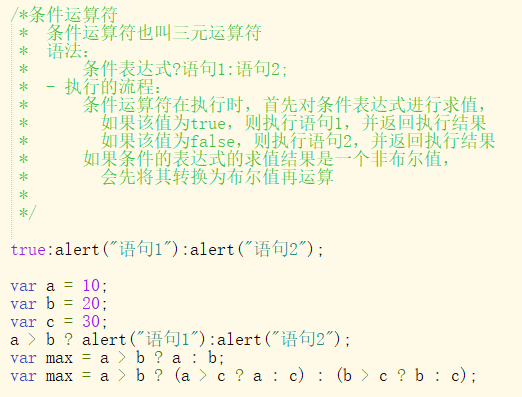 /*条件运算符
*  条件运算符也叫三元运算符
*  语法：
*      条件表达式?语句1:语句2;
*  - 执行的流程：
*      条件运算符在执行时，首先对条件表达式进行求值，
*        如果该值为true，则执行语句1，并返回执行结果
*        如果该值为false，则执行语句2，并返回执行结果
*      如果条件的表达式的求值结果是一个非布尔值，
*        会先将其转换为布尔值再运算
*
*/
true:alert("语句1"):alert("语句2");
var a = 10;
var b = 20;
var c = 30;
a > b ? alert("语句1"):alert("语句2");
var max = a > b ? a : b;
var max = a > b ? (a > c ? a : c) : (b > c ? b : c);